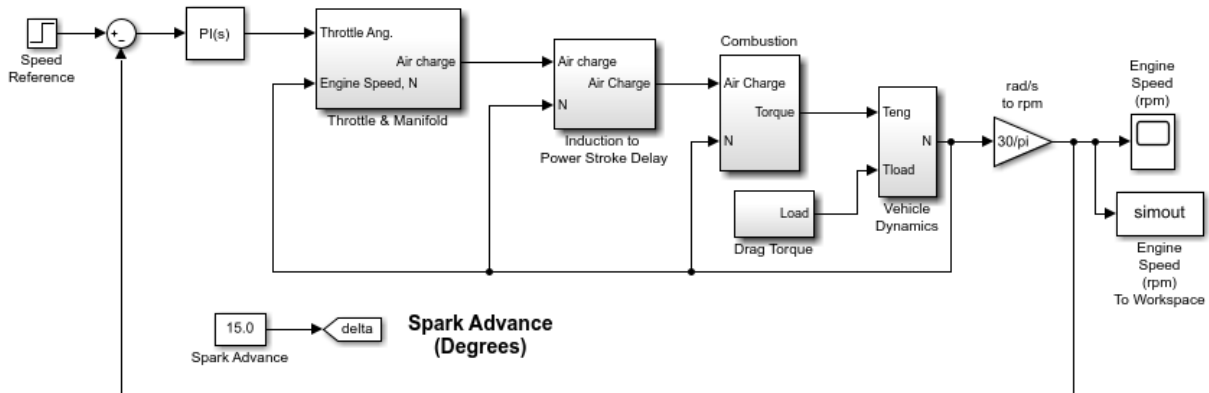 Speed
Reference
+
−
PI(s)
Throttle Ang.
Air charge
Engine Speed, N
Throttle & Manifold
Air charge
Air Charge
N
Induction to
Power Stroke Delay
Combustion
Air Charge
Torque
N
Load
Drag Torque
Teng
N
Tload
Vehicle
Dynamics
rad/s
to rpm
30/pi
Engine
Speed
(rpm)
simout
Engine
Speed
(rpm)
To Workspace
15.0
Spark Advance
delta
Spark Advance
(Degrees)